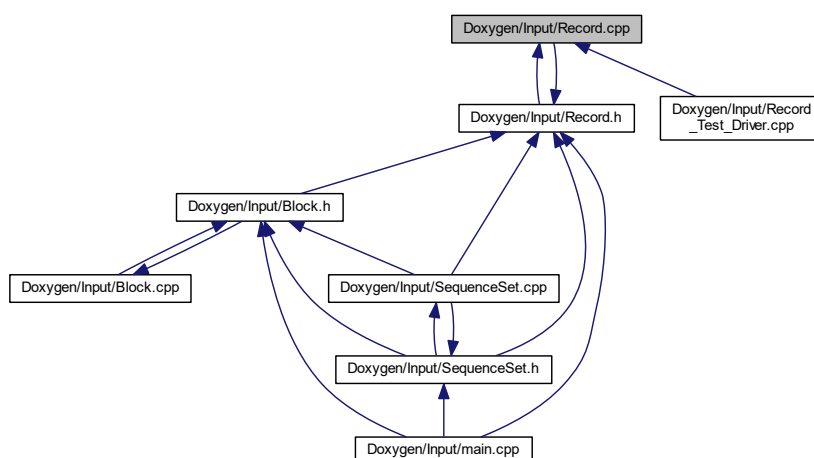 Doxygen/Input/Record.cpp
Doxygen/Input/Record.h
Doxygen/Input/Record
_Test_Driver.cpp
Doxygen/Input/Block.h
Doxygen/Input/Block.cpp
Doxygen/Input/SequenceSet.cpp
Doxygen/Input/SequenceSet.h
Doxygen/Input/main.cpp